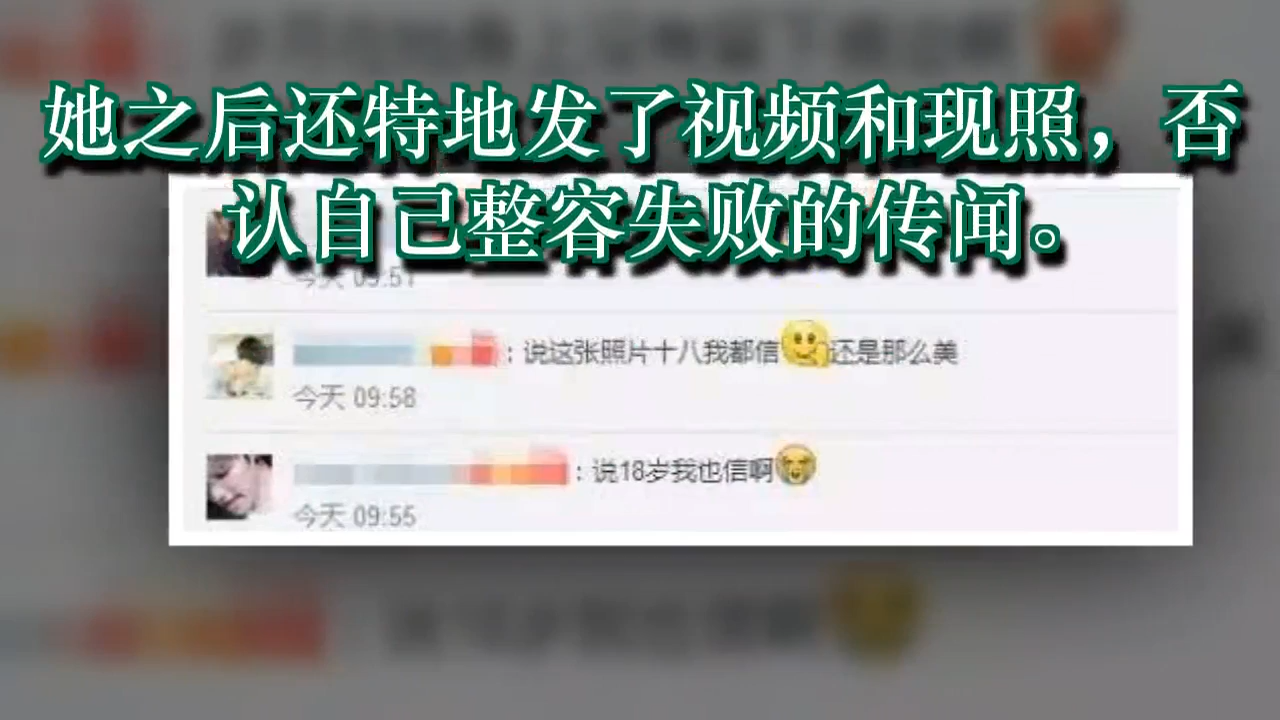 她之后还特地发了视频和现照，否
认自己整容失败的传闻。
今天 09:51
：说这张照片十八我都信还是那么美
今天 09:58
：说18岁我也信啊
今天 09:55